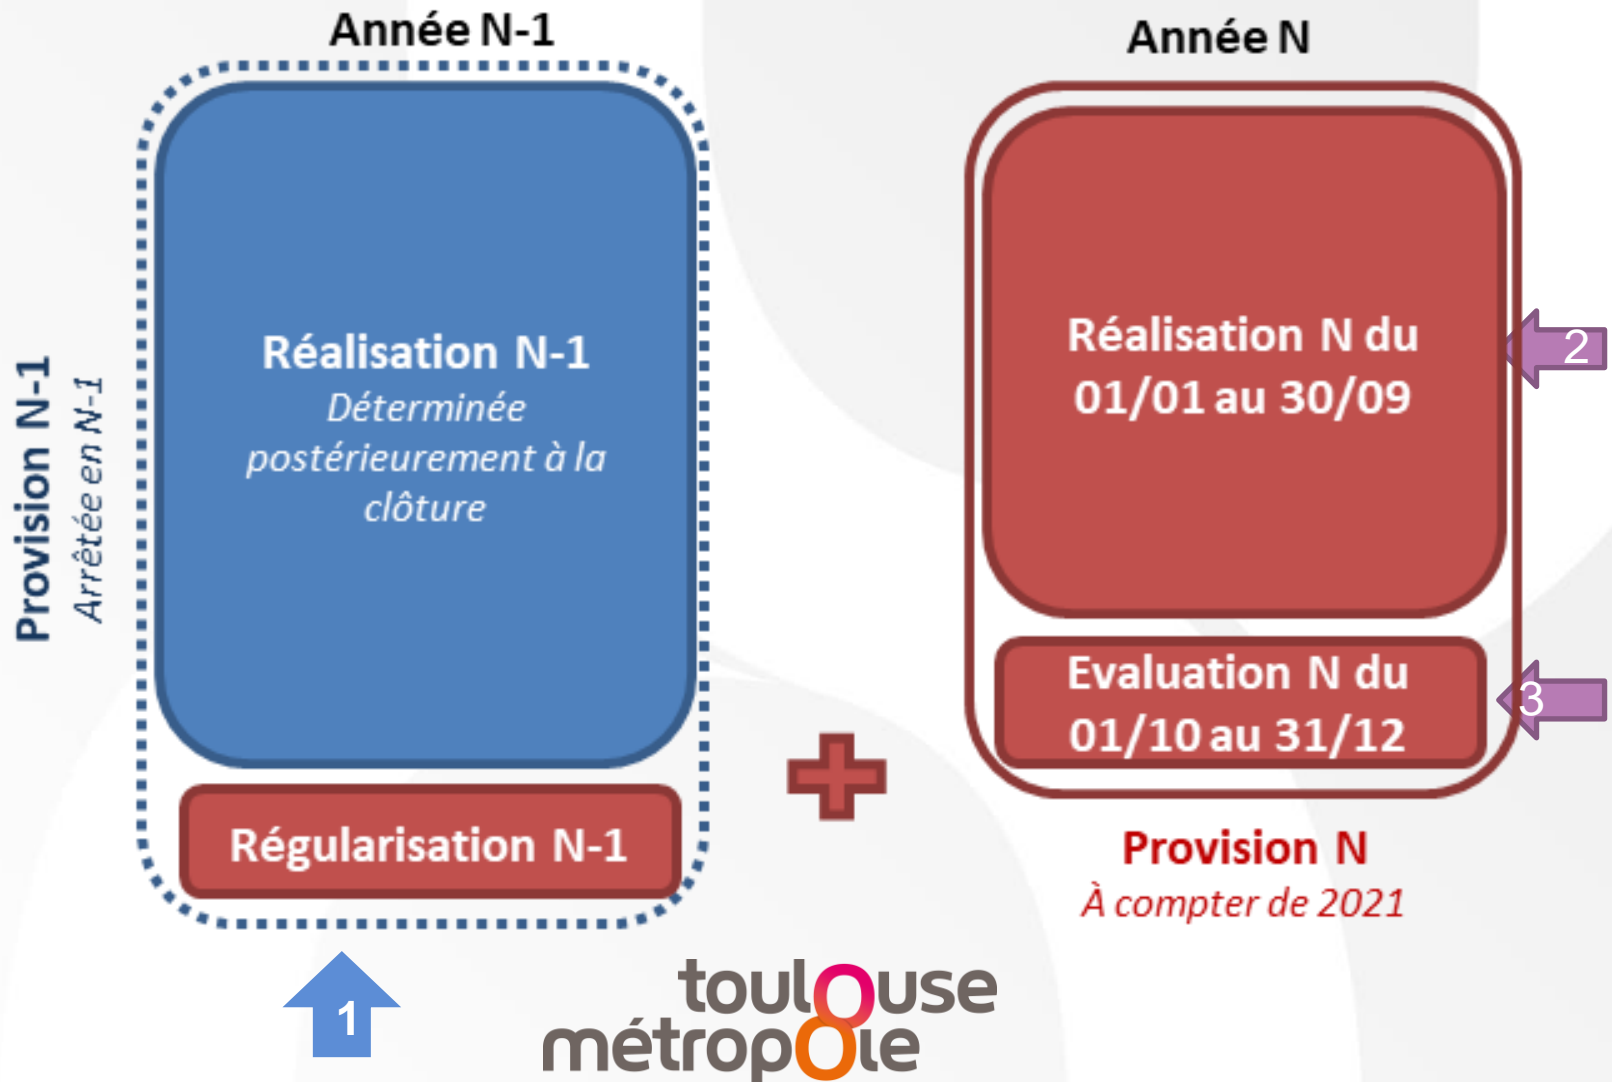 Année N-1
Provision N-1
Arrêtée en N-1
Réalisation N-1
Déterminée
postérieurement à la
clôture
Régularisation N-1
1
Année N
Réalisation N du
01/01 au 30/09
2
Evaluation N du
01/10 au 31/12
3
Provision N
À compter de 2021
toulouse
métropole